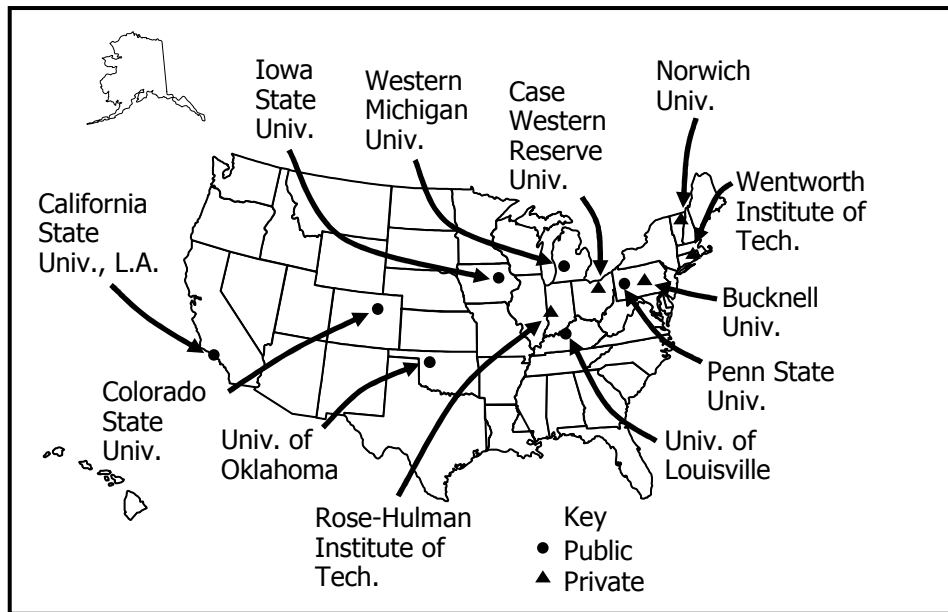 Iowa
State
Univ.
Western
Michigan
Univ.
Case
Western
Reserve
Univ.
Norwich
Univ.
Wentworth
Institute of
Tech.
California
State
Univ., L.A.
Bucknell
Univ.
Penn State
Univ.
Colorado
State
Univ.
Univ. of
Oklahoma
Univ. of
Louisville
Rose-Hulman
Institute of
Tech.
Key
Public
Private